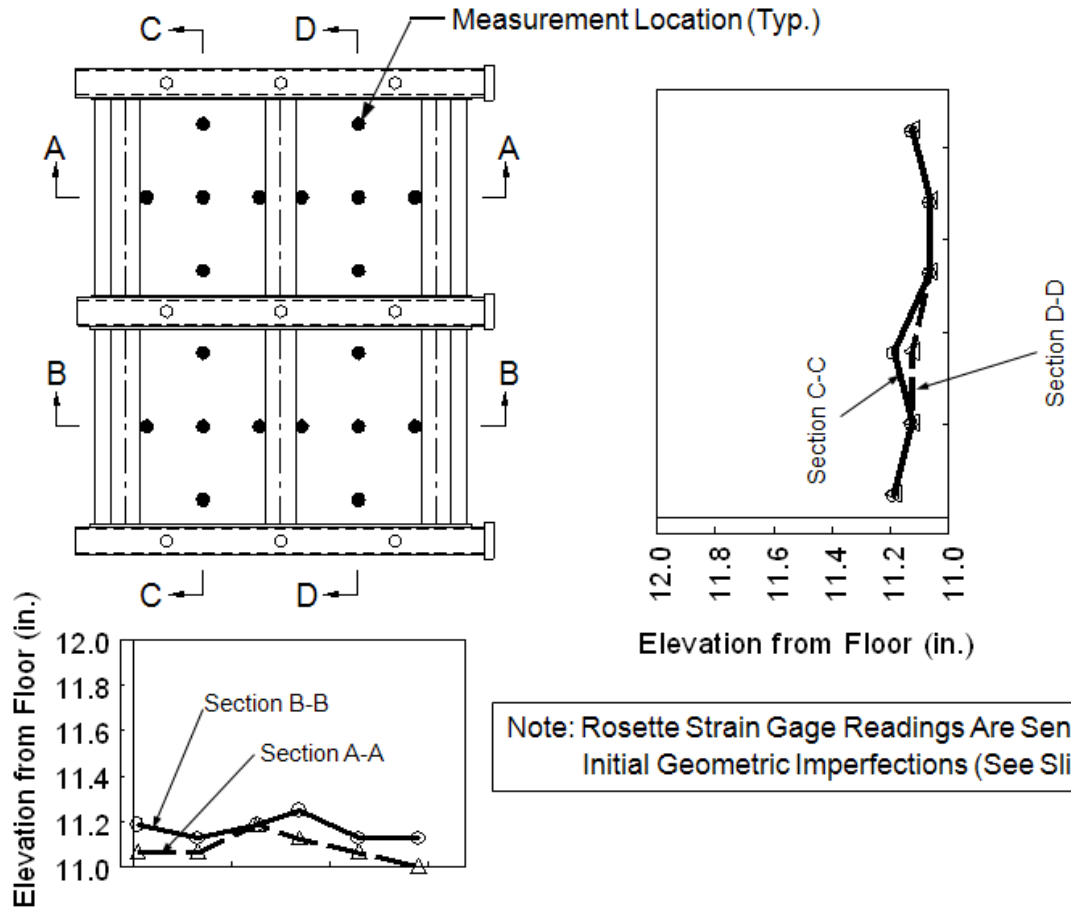 C
D
Measurement Location (Typ.)
A
A
B
B
C
D
Section C-C
Section D-D
12.0
11.8
11.6
11.4
11.2
11.0
Elevation from Floor (in.)
12.0
11.8
11.6
11.4
11.2
11.0
Elevation from Floor (in.)
Section B-B
Section A-A
Note: Rosette Strain Gage Readings Are Sen
Initial Geometric Imperfections (See Sli